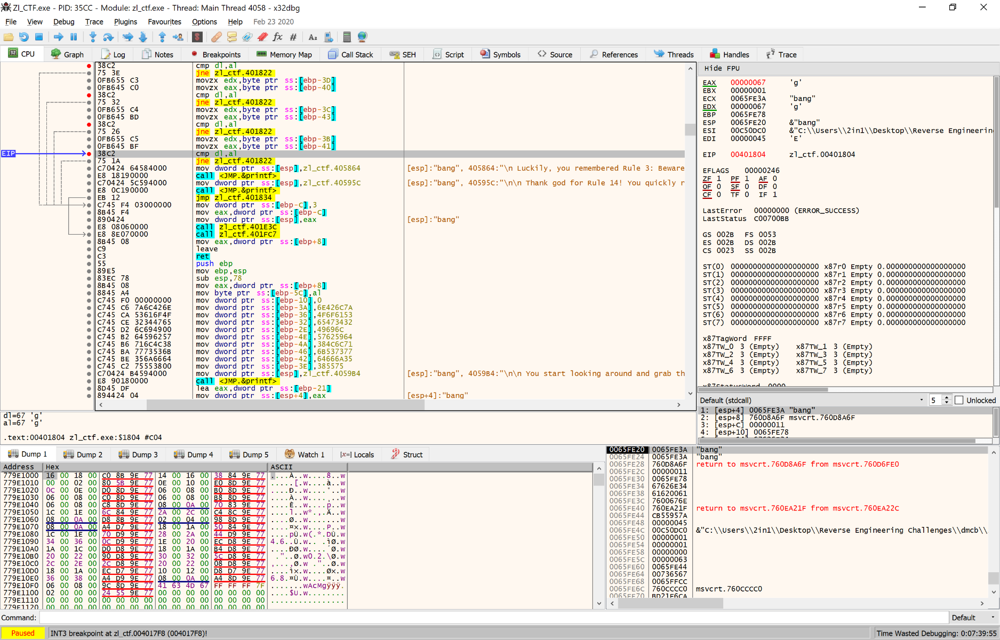 ZI_CTF.exe - PID: 35CC - Module: zl_ctf.exe - Thread: Main Thread 4058 - x32dbg
File View Debug Trace Plugins Favourites Options Help Feb 23 2020
CPU Graph Log Notes Breakpoints Memory Map Call Stack SEH Script Symbols Source References Threads Handles Trace
38C2 cmp dl,al
75 3E jne zl_ctf.401822
0FB655 C3 movzx edx,byte ptr ss:[ebp-3D]
0FB645 C0 movzx eax,byte ptr ss:[ebp-40]
38C2 cmp dl,al
75 32 jne zl_ctf.401822
0FB655 C4 movzx edx,byte ptr ss:[ebp-3C]
0FB645 BD movzx eax,byte ptr ss:[ebp-43]
38C2 cmp dl,al
75 26 jne zl_ctf.401822
0FB655 C5 movzx edx,byte ptr ss:[ebp-3B]
0FB645 BF movzx eax,byte ptr ss:[ebp-41]
EIP 38C2 cmp dl,al
75 1A jne zl_ctf.401822
C70424 64584000 mov dword ptr ss:[esp],zl_ctf.405864 [esp]:"bang", 405864:"\n Luckily, you remembered Rule 3: Beware
E8 18190000 call <JMP.&printf>
C70424 5C594000 mov dword ptr ss:[esp],zl_ctf.40595C [esp]:"bang", 40595C:"\n\n Thank god for Rule 14! You quickly r
E8 0C190000 call <JMP.&printf>
EB 12 jmp zl_ctf.401834
C745 F4 03000000 mov dword ptr ss:[ebp-C],3
8B45 F4 mov eax,dword ptr ss:[ebp-C]
890424 mov dword ptr ss:[esp],eax [esp]:"bang"
E8 08060000 call zl_ctf.401E3C
E8 8E070000 call zl_ctf.401FC7
8B45 08 mov eax,dword ptr ss:[ebp+8]
C9 leave
C3 ret
55 push ebp
89E5 mov ebp,esp
83EC 78 sub esp,78
8B45 08 mov eax,dword ptr ss:[ebp+8]
8845 A4 mov byte ptr ss:[ebp-5C],al
C745 F0 00000000 mov dword ptr ss:[ebp-10],0
C745 C6 7A6C426E mov dword ptr ss:[ebp-3A],6E426C7A
C745 CA 53616F4F mov dword ptr ss:[ebp-36],4F6F6153
C745 CE 32344765 mov dword ptr ss:[ebp-32],65473432
C745 D2 6C694900 mov dword ptr ss:[ebp-2E],49696C
C745 B2 64596257 mov dword ptr ss:[ebp-4E],57625964
C745 B6 716C4C38 mov dword ptr ss:[ebp-4A],384C6C71
C745 BA 7773536B mov dword ptr ss:[ebp-46],6B537377
C745 BE 356A6664 mov dword ptr ss:[ebp-42],64666A35
C745 C2 75553800 mov dword ptr ss:[ebp-3E],385575
C70424 B4594000 mov dword ptr ss:[esp],zl_ctf.4059B4 [esp]:"bang", 4059B4:"\n\n You start looking around and grab th
E8 90180000 call <JMP.&printf>
8D45 DF lea eax,dword ptr ss:[ebp-21]
894424 04 mov dword ptr ss:[esp+4],eax [esp+4]:"bang"
Hide FPU
EAX 00000067 'g'
EBX 00000001
ECX 0065FE3A "bang"
EDX 00000067 'g'
EBP 0065FE78
ESP 0065FE20 &"bang"
ESI 00C50DC0 &"C:\\Users\\2in1\\Desktop\\Reverse Engineerin
EDI 00000045 'E'
EIP 00401804 zl_ctf.00401804
EFLAGS 00000246
ZF 1 PF 1 AF 0
OF 0 SF 0 DF 0
CF 0 TF 0 IF 1
LastError 00000000 (ERROR_SUCCESS)
LastStatus C00700BB
GS 002B FS 0053
ES 002B DS 002B
CS 0023 SS 002B
ST(0) 00000000000000000000 x87r0 Empty 0.000000000000000000
ST(1) 00000000000000000000 x87r1 Empty 0.000000000000000000
ST(2) 00000000000000000000 x87r2 Empty 0.000000000000000000
ST(3) 00000000000000000000 x87r3 Empty 0.000000000000000000
ST(4) 00000000000000000000 x87r4 Empty 0.000000000000000000
ST(5) 00000000000000000000 x87r5 Empty 0.000000000000000000
ST(6) 00000000000000000000 x87r6 Empty 0.000000000000000000
ST(7) 00000000000000000000 x87r7 Empty 0.000000000000000000
x87TagWord FFFF
x87TW_0 3 (Empty) x87TW_1 3 (Empty)
x87TW_2 3 (Empty) x87TW_3 3 (Empty)
x87TW_4 3 (Empty) x87TW_5 3 (Empty)
x87TW_6 3 (Empty) x87TW_7 3 (Empty)
x87StatusWord 0000
Default (stdcall) 5 Unlocked
1: [esp+4] 0065FE3A "bang"
2: [esp+8] 760D8A6F msvcrt.760D8A6F
3: [esp+C] 00000011
4: [esp+10] 0065FE78
dl=67 'g'
al=67 'g'
.text:00401804 zl_ctf.exe:$1804 #C04
Dump 1 Dump 2 Dump 3 Dump 4 Dump 5 Watch 1 [x=] Locals Struct
Address Hex ASCII
779E1000 16 00 18 00 C0 8B 9E 77 14 00 16 00 38 84 9E 77 ....À..w....8..w
779E1010 00 00 02 00 80 5B 9E 77 0E 00 10 00 E0 8D 9E 77 .....[.w....à..w
779E1020 0C 00 0E 00 D0 8D 9E 77 06 00 08 00 B0 8D 9E 77 ....Ð..w....°..w
779E1030 06 00 08 00 C0 8D 9E 77 06 00 08 00 B8 8D 9E 77 ....À..w....¸..w
779E1040 06 00 08 00 C8 8D 9E 77 08 00 0A 00 70 83 9E 77 ....È..w....p..w
779E1050 1C 00 1E 00 6C 84 9E 77 2A 00 2C 00 C4 8C 9E 77 ....l..w*.,.Ä..w
779E1060 08 00 0A 00 D8 8B 9E 77 02 00 04 00 98 8D 9E 77 ....Ø..w.......w
779E1070 08 00 0A 00 A4 D7 9E 77 18 00 1A 00 50 84 9E 77 ....¤×.w....P..w
779E1080 1C 00 1E 00 70 D9 9E 77 28 00 2A 00 44 D9 9E 77 ....pÙ.w(.*.DÙ.w
779E1090 34 00 36 00 0C D9 9E 77 1E 00 20 00 EC D8 9E 77 4.6..Ù.w.. .ìØ.w
779E10A0 1A 00 1C 00 D0 D8 9E 77 18 00 1A 00 B4 D8 9E 77 ....ÐØ.w....´Ø.w
779E10B0 20 00 22 00 90 D8 9E 77 30 00 32 00 5C D8 9E 77 .".Ø.w0.2.\Ø.w
779E10C0 2C 00 2E 00 2C D8 9E 77 20 00 22 00 08 D8 9E 77 ,...,Ø.w .".Ø.w
779E10D0 18 00 1A 00 EC D7 9E 77 10 00 12 00 D8 D7 9E 77 ....ì×.w....Ø×.w
779E10E0 36 00 38 00 A4 D9 9E 77 08 00 0A 00 A4 8D 9E 77 6.8.¤Ù.w....¤..w
779E10F0 06 00 08 00 9C 8D 9E 77 41 63 4D 67 FF FF FF 7F .......wAcMgÿÿÿ.
779E1100 02 00 00 00 24 55 9E 77 00 00 00 00 00 00 00 00 ....$U.w........
779E1110 00 00 00 00 00 00 00 00 00 00 00 00 00 00 00 00 ................
779E1120 00 00 00 00 00 00 00 00 00 00 00 00 00 00 00 00
0065FE20 0065FE3A "bang"
0065FE24 0065FE3A "bang"
0065FE28 760D8A6F return to msvcrt.760D8A6F from msvcrt.760D6FE0
0065FE2C 00000011
0065FE30 0065FE78
0065FE34 67626E34
0065FE38 61620061
0065FE3C 7600676E
0065FE40 760EA21F return to msvcrt.760EA21F from msvcrt.760EA22C
0065FE44 CB55957A
0065FE48 00000045
0065FE4C 00C50DC0 &"C:\\Users\\2in1\\Desktop\\Reverse Engineering Challenges\\dmcb\\
0065FE50 00000001
0065FE54 00000001
0065FE58 00000000
0065FE5C 00000063
0065FE60 0065FE44
0065FE64 00736567
0065FE68 0065FFCC
0065FE6C 760CCCC0 msvcrt.760CCCC0
0065FE70 BD21E6CA
Command: Default
Paused INT3 breakpoint at zl_ctf.004017F8 (004017F8)! Time Wasted Debugging: 0:07:39:55